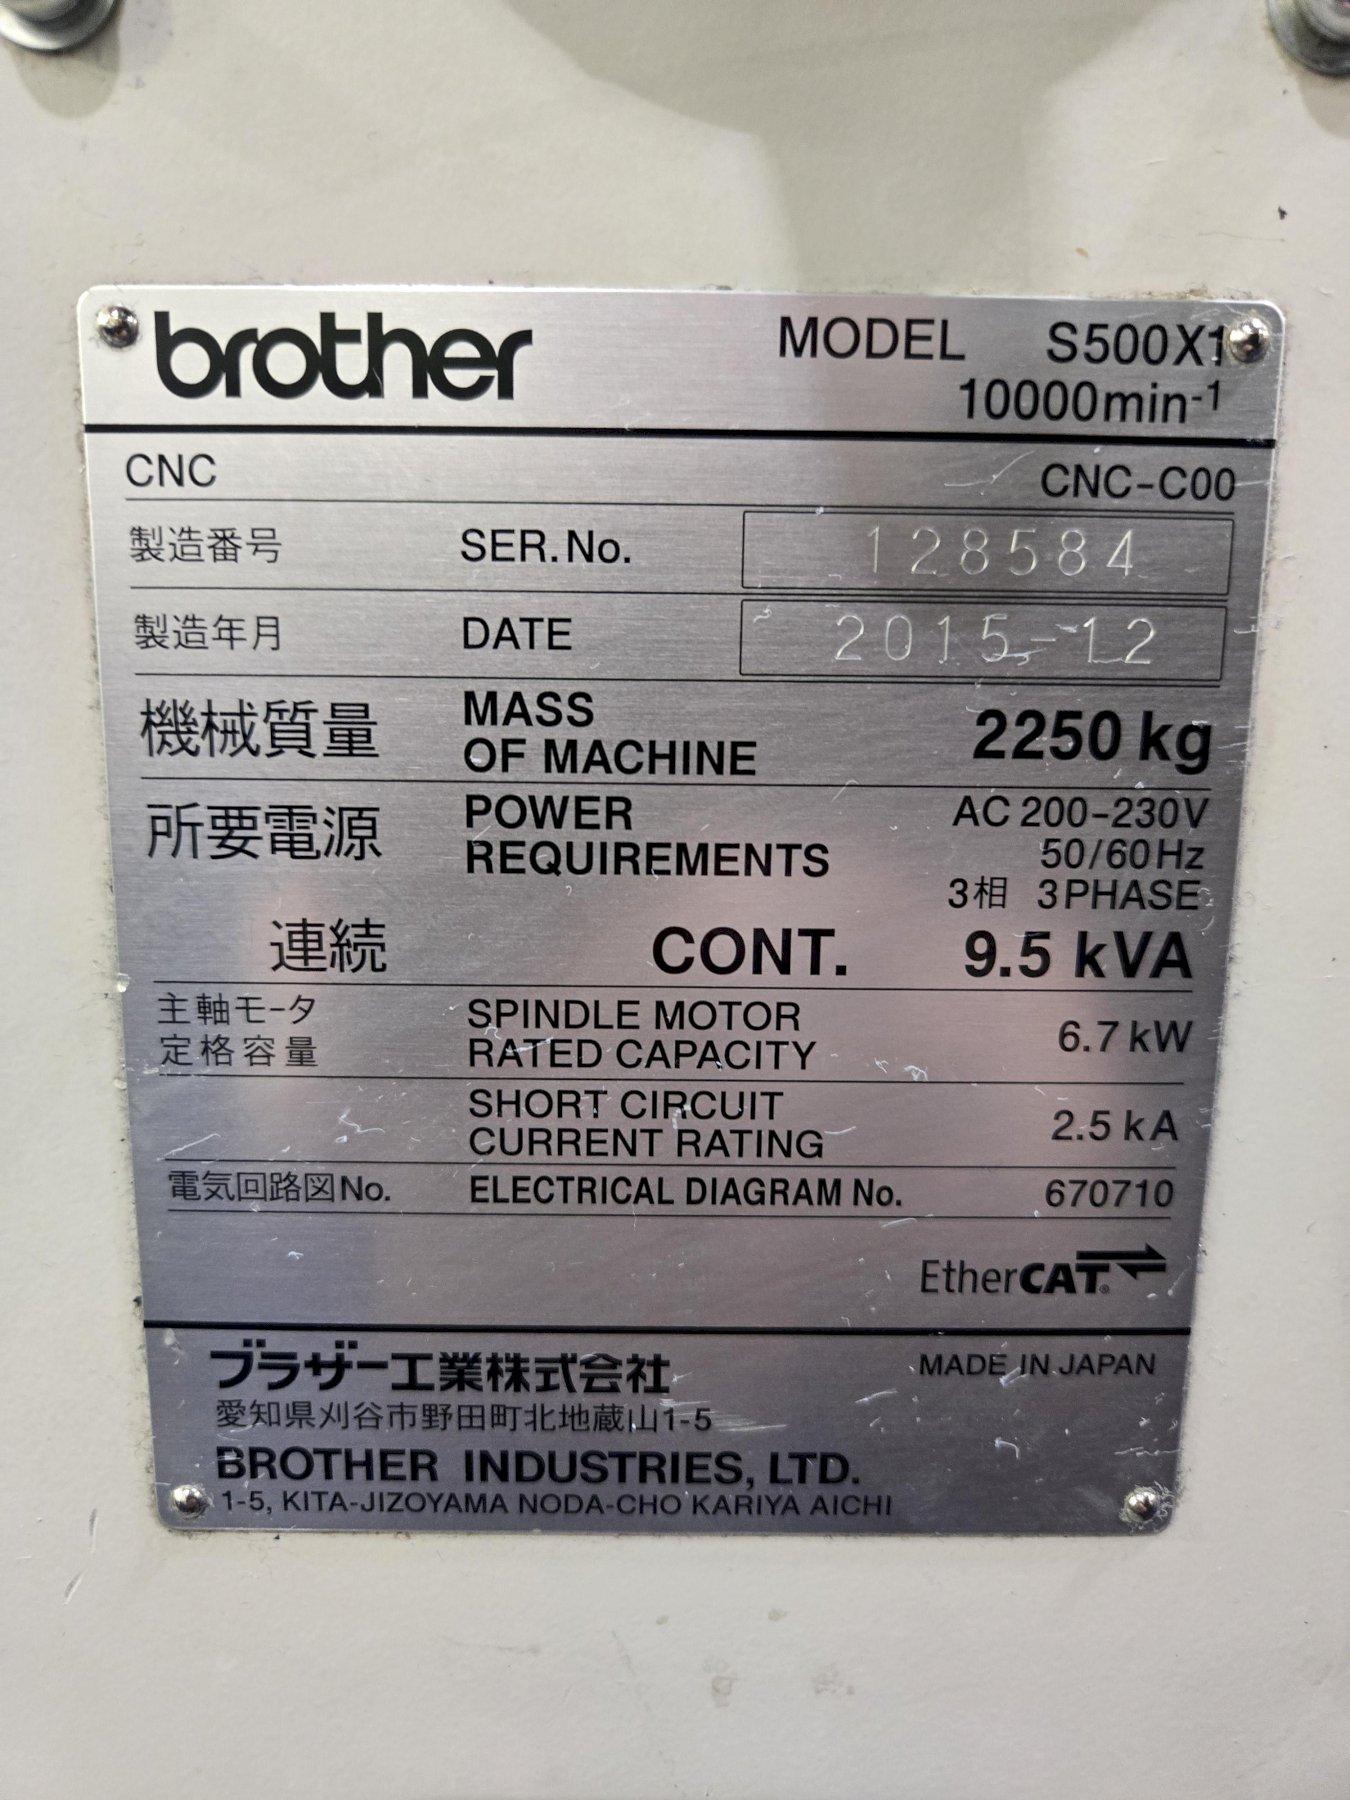 brother MODEL S500X1
10000min-1
CNC CNC-C00
製造番号 SER.No. 128584
製造年月 DATE 2015-12
機械質量 MASS OF MACHINE 2250 kg
所要電源 POWER REQUIREMENTS AC 200-230V
50/60Hz
3相 3PHASE
連続 CONT. 9.5 kVA
主軸モータ SPINDLE MOTOR
定格容量 RATED CAPACITY 6.7 kW
SHORT CIRCUIT
CURRENT RATING 2.5 kA
電気回路図No. ELECTRICAL DIAGRAM No. 670710
EtherCAT®
ブラザー工業株式会社 MADE IN JAPAN
愛知県刈谷市野田町北地蔵山1-5
BROTHER INDUSTRIES, LTD.
1-5, KITA-JIZOYAMA NODA-CHO KARIYA AICHI